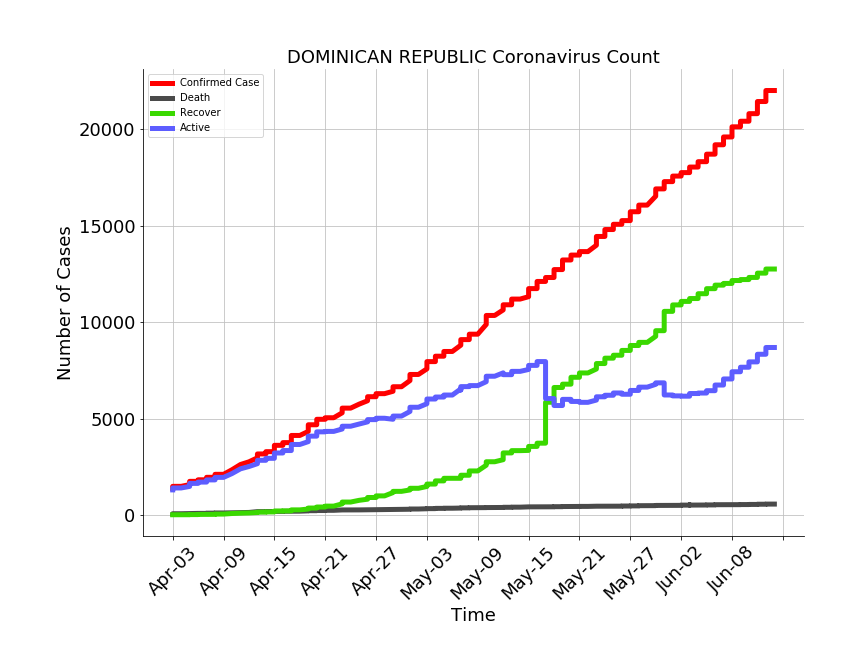 DOMINICAN REPUBLIC Coronavirus Count
Confirmed Case
Death
Recover
Active
Number of Cases
20000
15000
10000
5000
0
Apr-03
Apr-09
Apr-15
Apr-21
Apr-27
May-03
May-09
May-15
May-21
May-27
Jun-02
Jun-08
Time